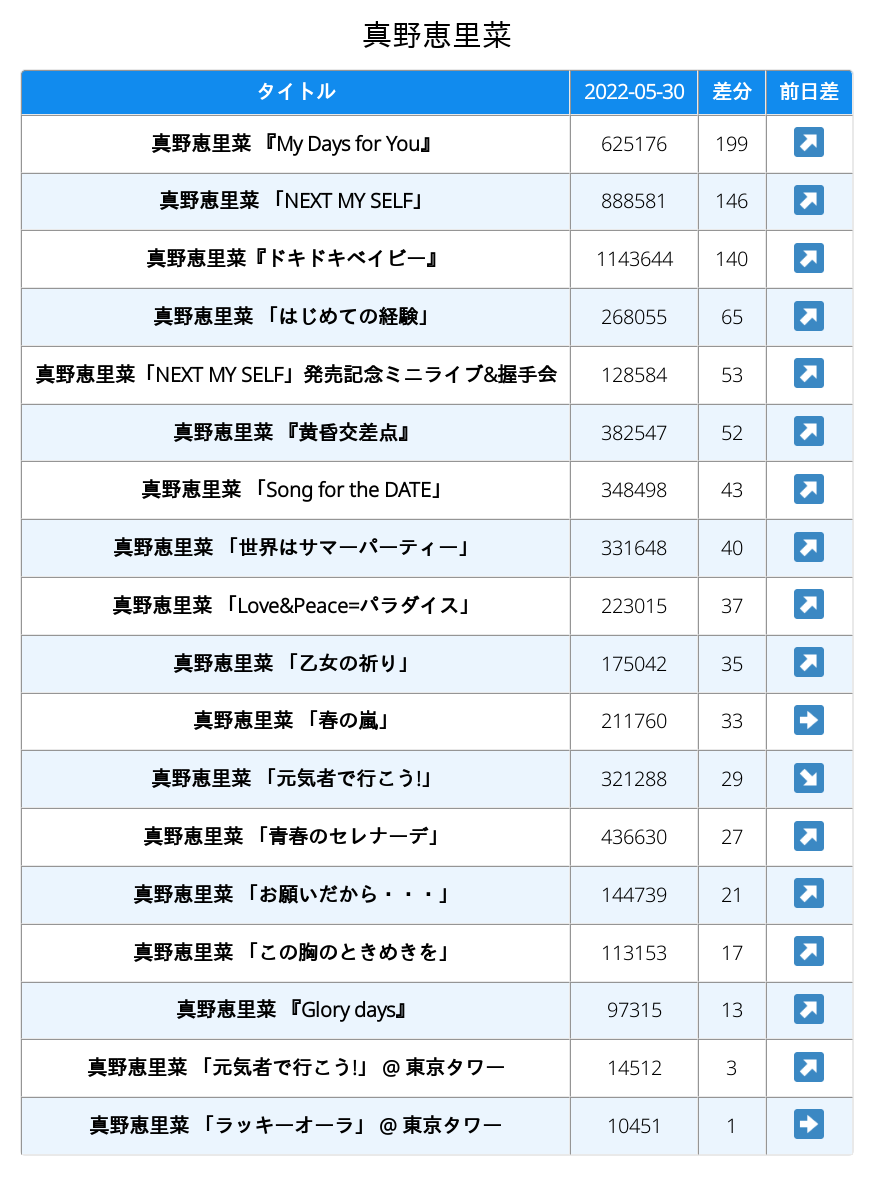 真野恵里菜
タイトル 2022-05-30 差分 前日差
真野恵里菜 『My Days for You』 625176 199 ↗
真野恵里菜 「NEXT MY SELF」 888581 146 ↗
真野恵里菜『ドキドキベイビー』 1143644 140 ↗
真野恵里菜 「はじめての経験」 268055 65 ↗
真野恵里菜「NEXT MY SELF」発売記念ミニライブ&握手会 128584 53 ↗
真野恵里菜 『黄昏交差点』 382547 52 ↗
真野恵里菜 「Song for the DATE」 348498 43 ↗
真野恵里菜 「世界はサマーパーティー」 331648 40 ↗
真野恵里菜 「Love&Peace=パラダイス」 223015 37 ↗
真野恵里菜 「乙女の祈り」 175042 35 ↗
真野恵里菜 「春の嵐」 211760 33 →
真野恵里菜 「元気者で行こう!」 321288 29 ↘
真野恵里菜 「青春のセレナーデ」 436630 27 ↗
真野恵里菜 「お願いだから・・・」 144739 21 ↗
真野恵里菜 「この胸のときめきを」 113153 17 ↗
真野恵里菜 『Glory days』 97315 13 ↗
真野恵里菜 「元気者で行こう!」 @ 東京タワー 14512 3 ↗
真野恵里菜 「ラッキーオーラ」 @ 東京タワー 10451 1 →